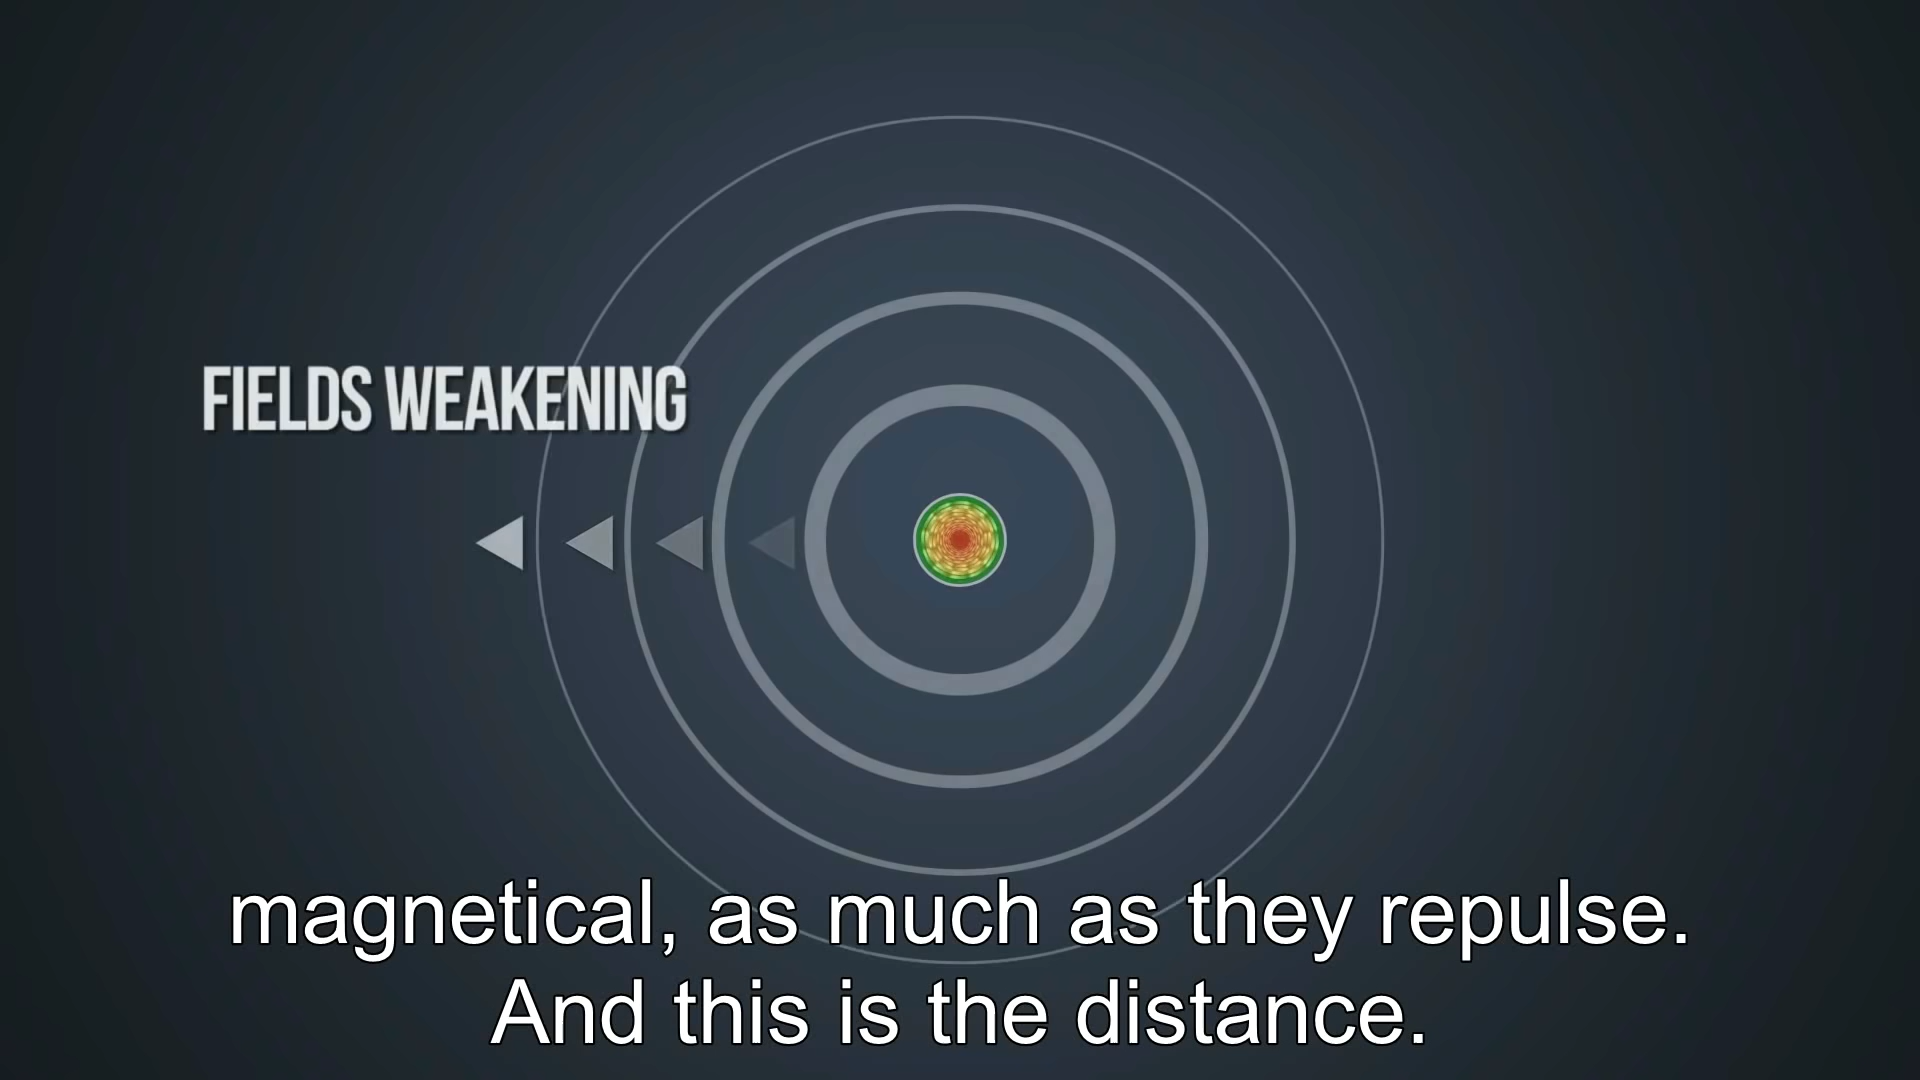 FIELDS WEAKENING
magnetical, as much as they repulse.
And this is the distance.